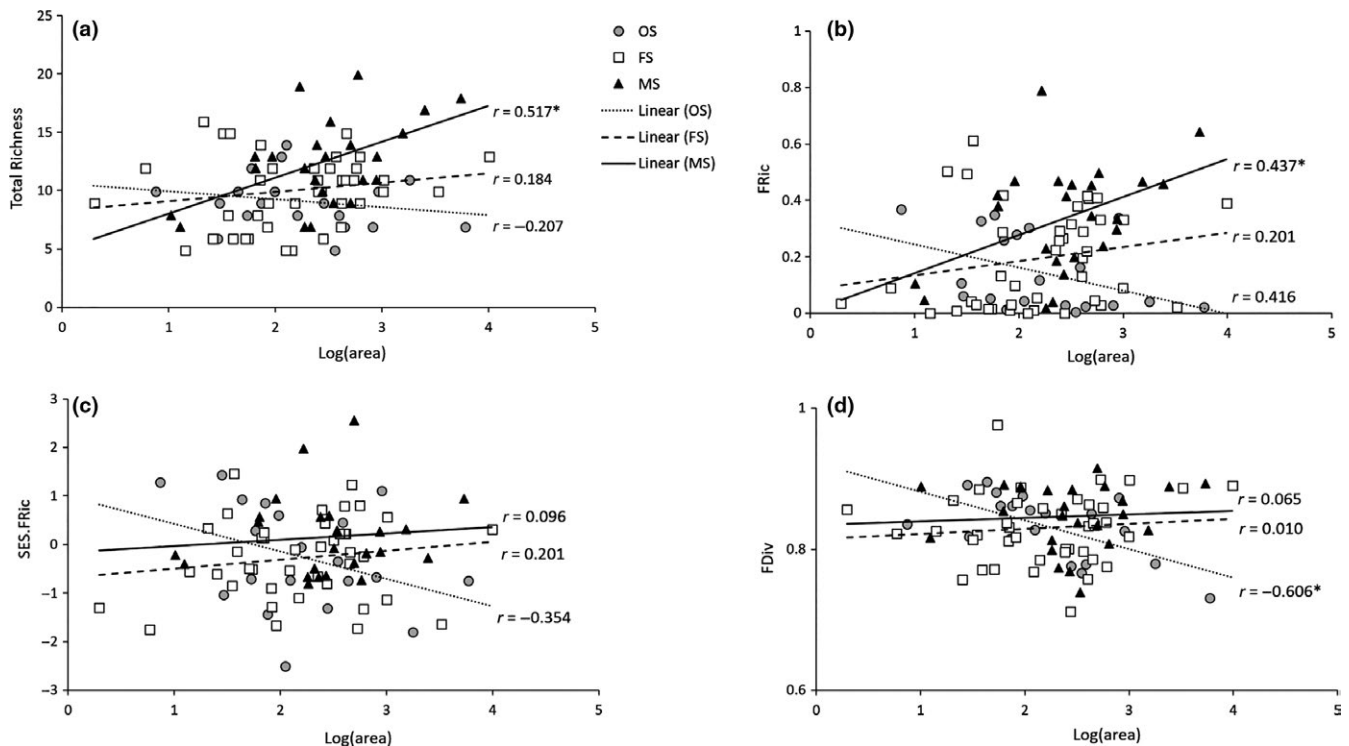 (a)
25
20
15
10
5
0
Total Richness
0 1 2 3 4 5
Log(area)
r = 0.517*
r = 0.184
r = −0.207
OS
FS
MS
Linear (OS)
Linear (FS)
Linear (MS)
(b)
1
0.8
0.6
0.4
0.2
0
FRic
0 1 2 3 4 5
Log(area)
r = 0.437*
r = 0.201
r = 0.416
(c)
3
2
1
0
−1
−2
−3
SES.FRic
0 1 2 3 4 5
Log(area)
r = 0.096
r = 0.201
r = −0.354
(d)
1
0.8
0.6
FDiv
0 1 2 3 4 5
Log(area)
r = 0.065
r = 0.010
r = −0.606*